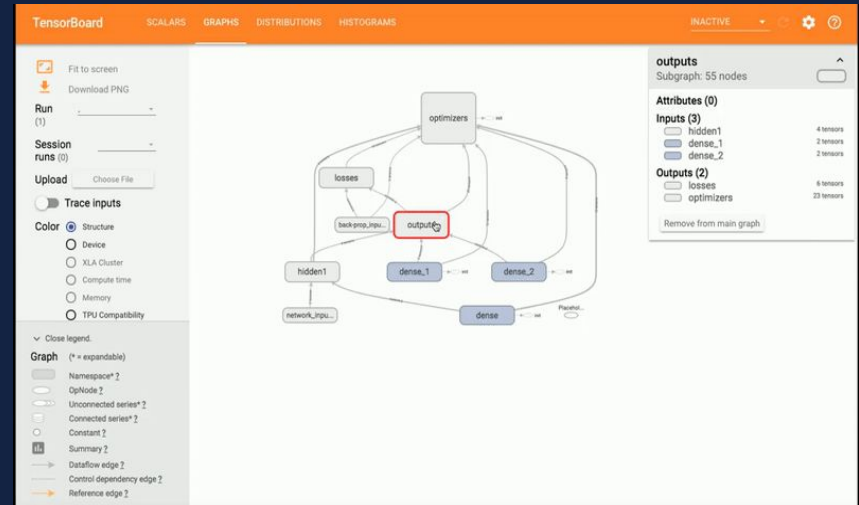 TensorBoard SCALARS GRAPHS DISTRIBUTIONS HISTOGRAMS INACTIVE
Fit to screen
Download PNG
Run
(1)
Session
runs (0)
Upload Choose File
Trace inputs
Color Structure
Device
XLA Cluster
Compute time
Memory
TPU Compatibility
Close legend.
Graph (* = expandable)
Namespace* ?
OpNode ?
Unconnected series* ?
Connected series* ?
Constant ?
Summary ?
Dataflow edge ?
Control dependency edge ?
Reference edge ?
optimizers
init
losses
back-prop_inpu...
outputs
hidden1
dense_1
init
dense_2
init
network_inpu...
dense
init
Placehol...
outputs
Subgraph: 55 nodes
Attributes (0)
Inputs (3)
hidden1 4 tensors
dense_1 2 tensors
dense_2 2 tensors
Outputs (2)
losses 6 tensors
optimizers 23 tensors
Remove from main graph